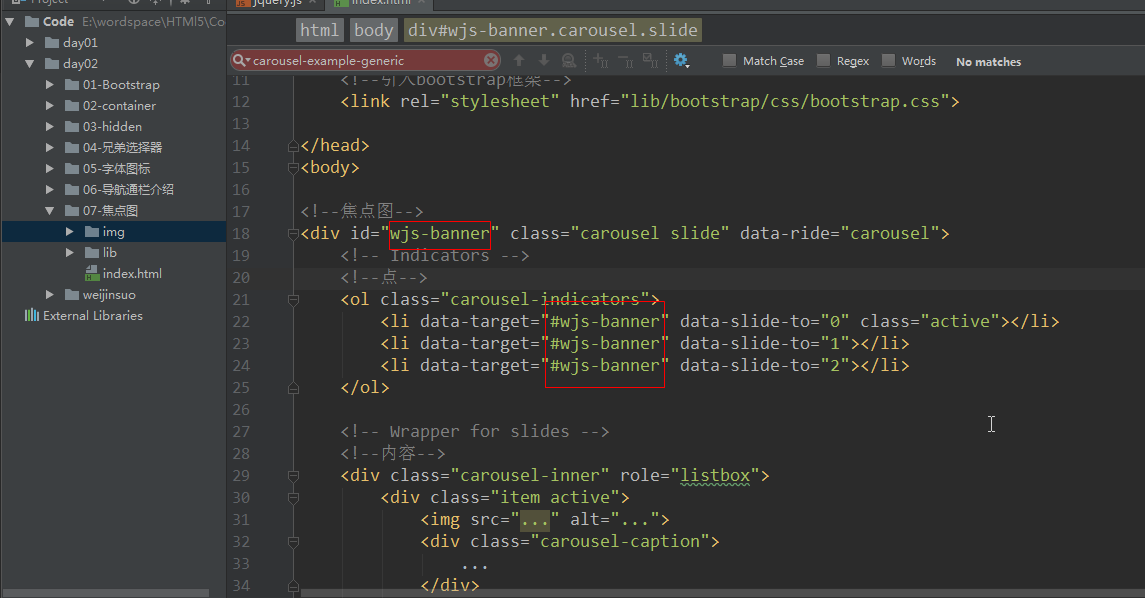 Project
jquery.js
index.html
Code E:\wordspace\HTMl5\Co
day01
day02
01-Bootstrap
02-container
03-hidden
04-兄弟选择器
05-字体图标
06-导航通栏介绍
07-焦点图
img
lib
index.html
weijinsuo
External Libraries
html body div#wjs-banner.carousel.slide
carousel-example-generic
Match Case Regex Words No matches
11 <!--引入bootstrap框架-->
12 <link rel="stylesheet" href="lib/bootstrap/css/bootstrap.css">
13
14 </head>
15 <body>
16
17 <!--焦点图-->
18 <div id="wjs-banner" class="carousel slide" data-ride="carousel">
19 <!-- Indicators -->
20 <!--点-->
21 <ol class="carousel-indicators">
22 <li data-target="#wjs-banner" data-slide-to="0" class="active"></li>
23 <li data-target="#wjs-banner" data-slide-to="1"></li>
24 <li data-target="#wjs-banner" data-slide-to="2"></li>
25 </ol>
26
27 <!-- Wrapper for slides -->
28 <!--内容-->
29 <div class="carousel-inner" role="listbox">
30 <div class="item active">
31 <img src="..." alt="...">
32 <div class="carousel-caption">
33 ...
34 </div>